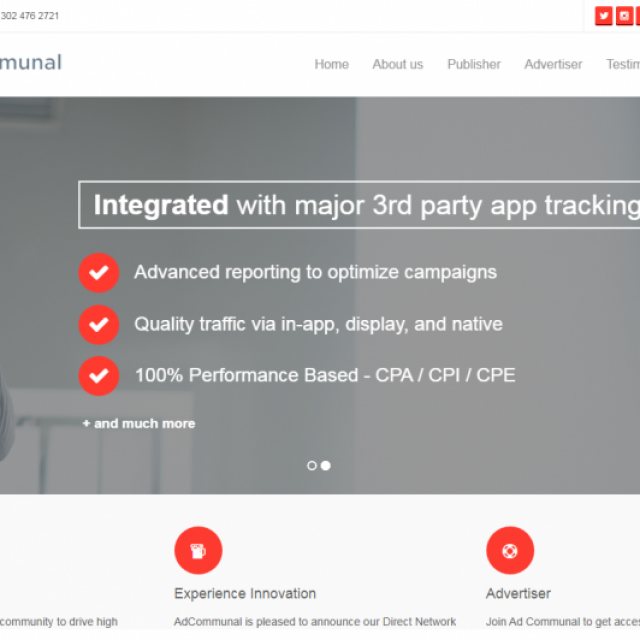 302 476 2721
munal
Home About us Publisher Advertiser Testim
Integrated with major 3rd party app tracking
Advanced reporting to optimize campaigns
Quality traffic via in-app, display, and native
100% Performance Based - CPA / CPI / CPE
+ and much more
Experience Innovation
Advertiser
community to drive high
AdCommunal is pleased to announce our Direct Network
Join Ad Communal to get acce